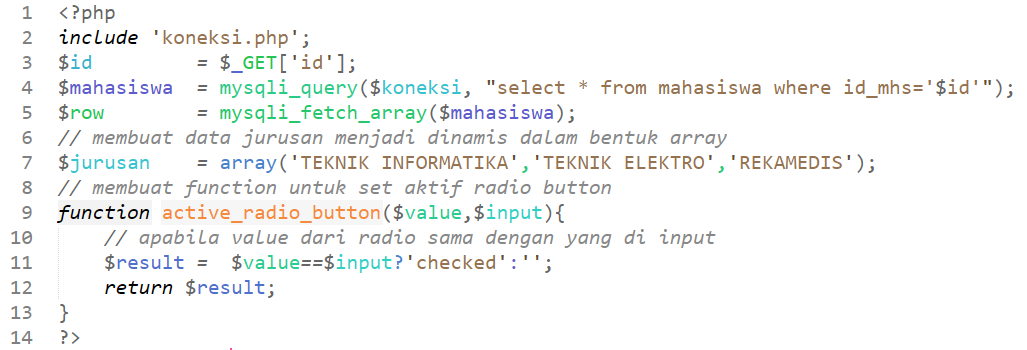 1 <?php
2 include 'koneksi.php';
3 $id        = $_GET['id'];
4 $mahasiswa = mysqli_query($koneksi, "select * from mahasiswa where id_mhs='$id'");
5 $row       = mysqli_fetch_array($mahasiswa);
6 // membuat data jurusan menjadi dinamis dalam bentuk array
7 $jurusan   = array('TEKNIK INFORMATIKA','TEKNIK ELEKTRO','REKAMEDIS');
8 // membuat function untuk set aktif radio button
9 function active_radio_button($value,$input){
10     // apabila value dari radio sama dengan yang di input
11     $result =  $value==$input?'checked':'';
12     return $result;
13 }
14 ?>